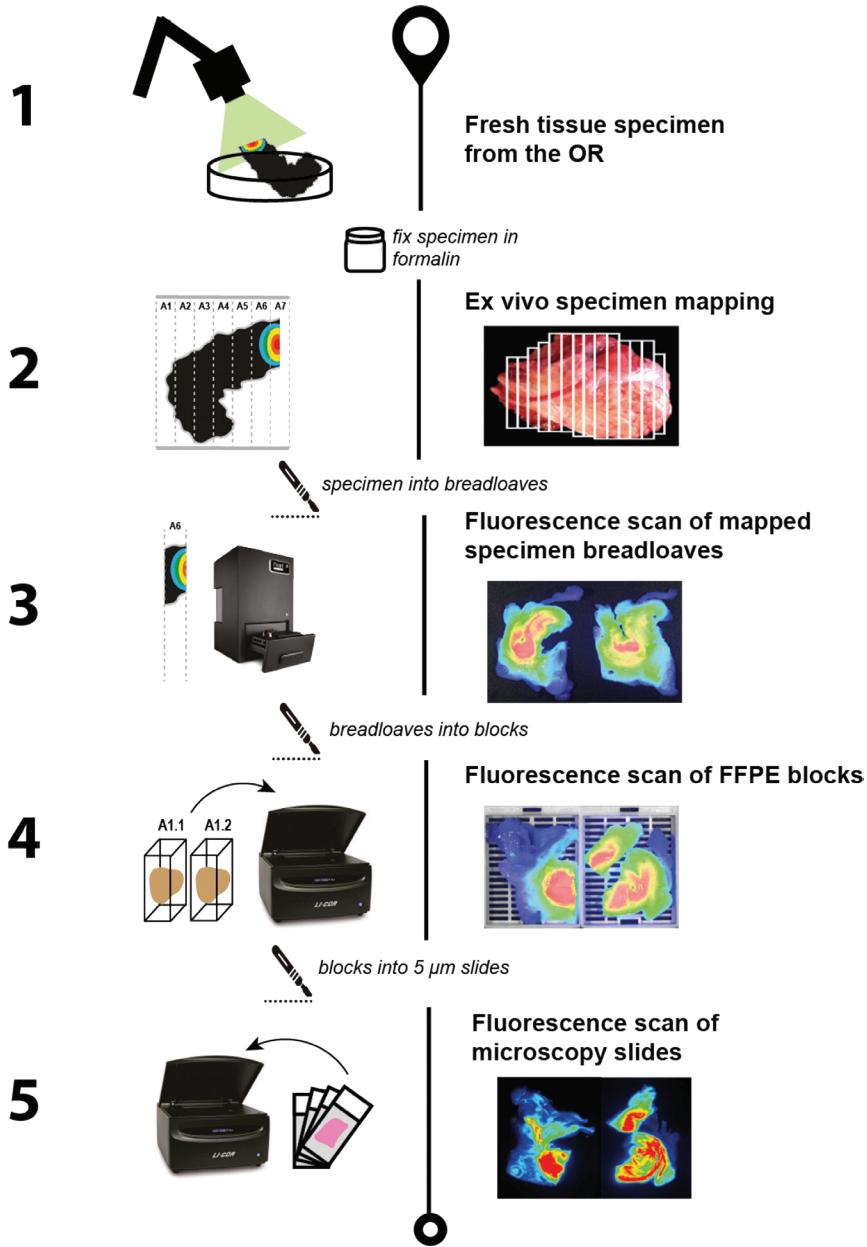 1
Fresh tissue specimen
from the OR
fix specimen in
formalin
2
A1 A2 A3 A4 A5 A6 A7
Ex vivo specimen mapping
specimen into breadloaves
3
A6
Fluorescence scan of mapped
specimen breadloaves
breadloaves into blocks
4
A1.1 A1.2
LI-COR
Fluorescence scan of FFPE blocks
blocks into 5 µm slides
5
LI-COR
Fluorescence scan of
microscopy slides